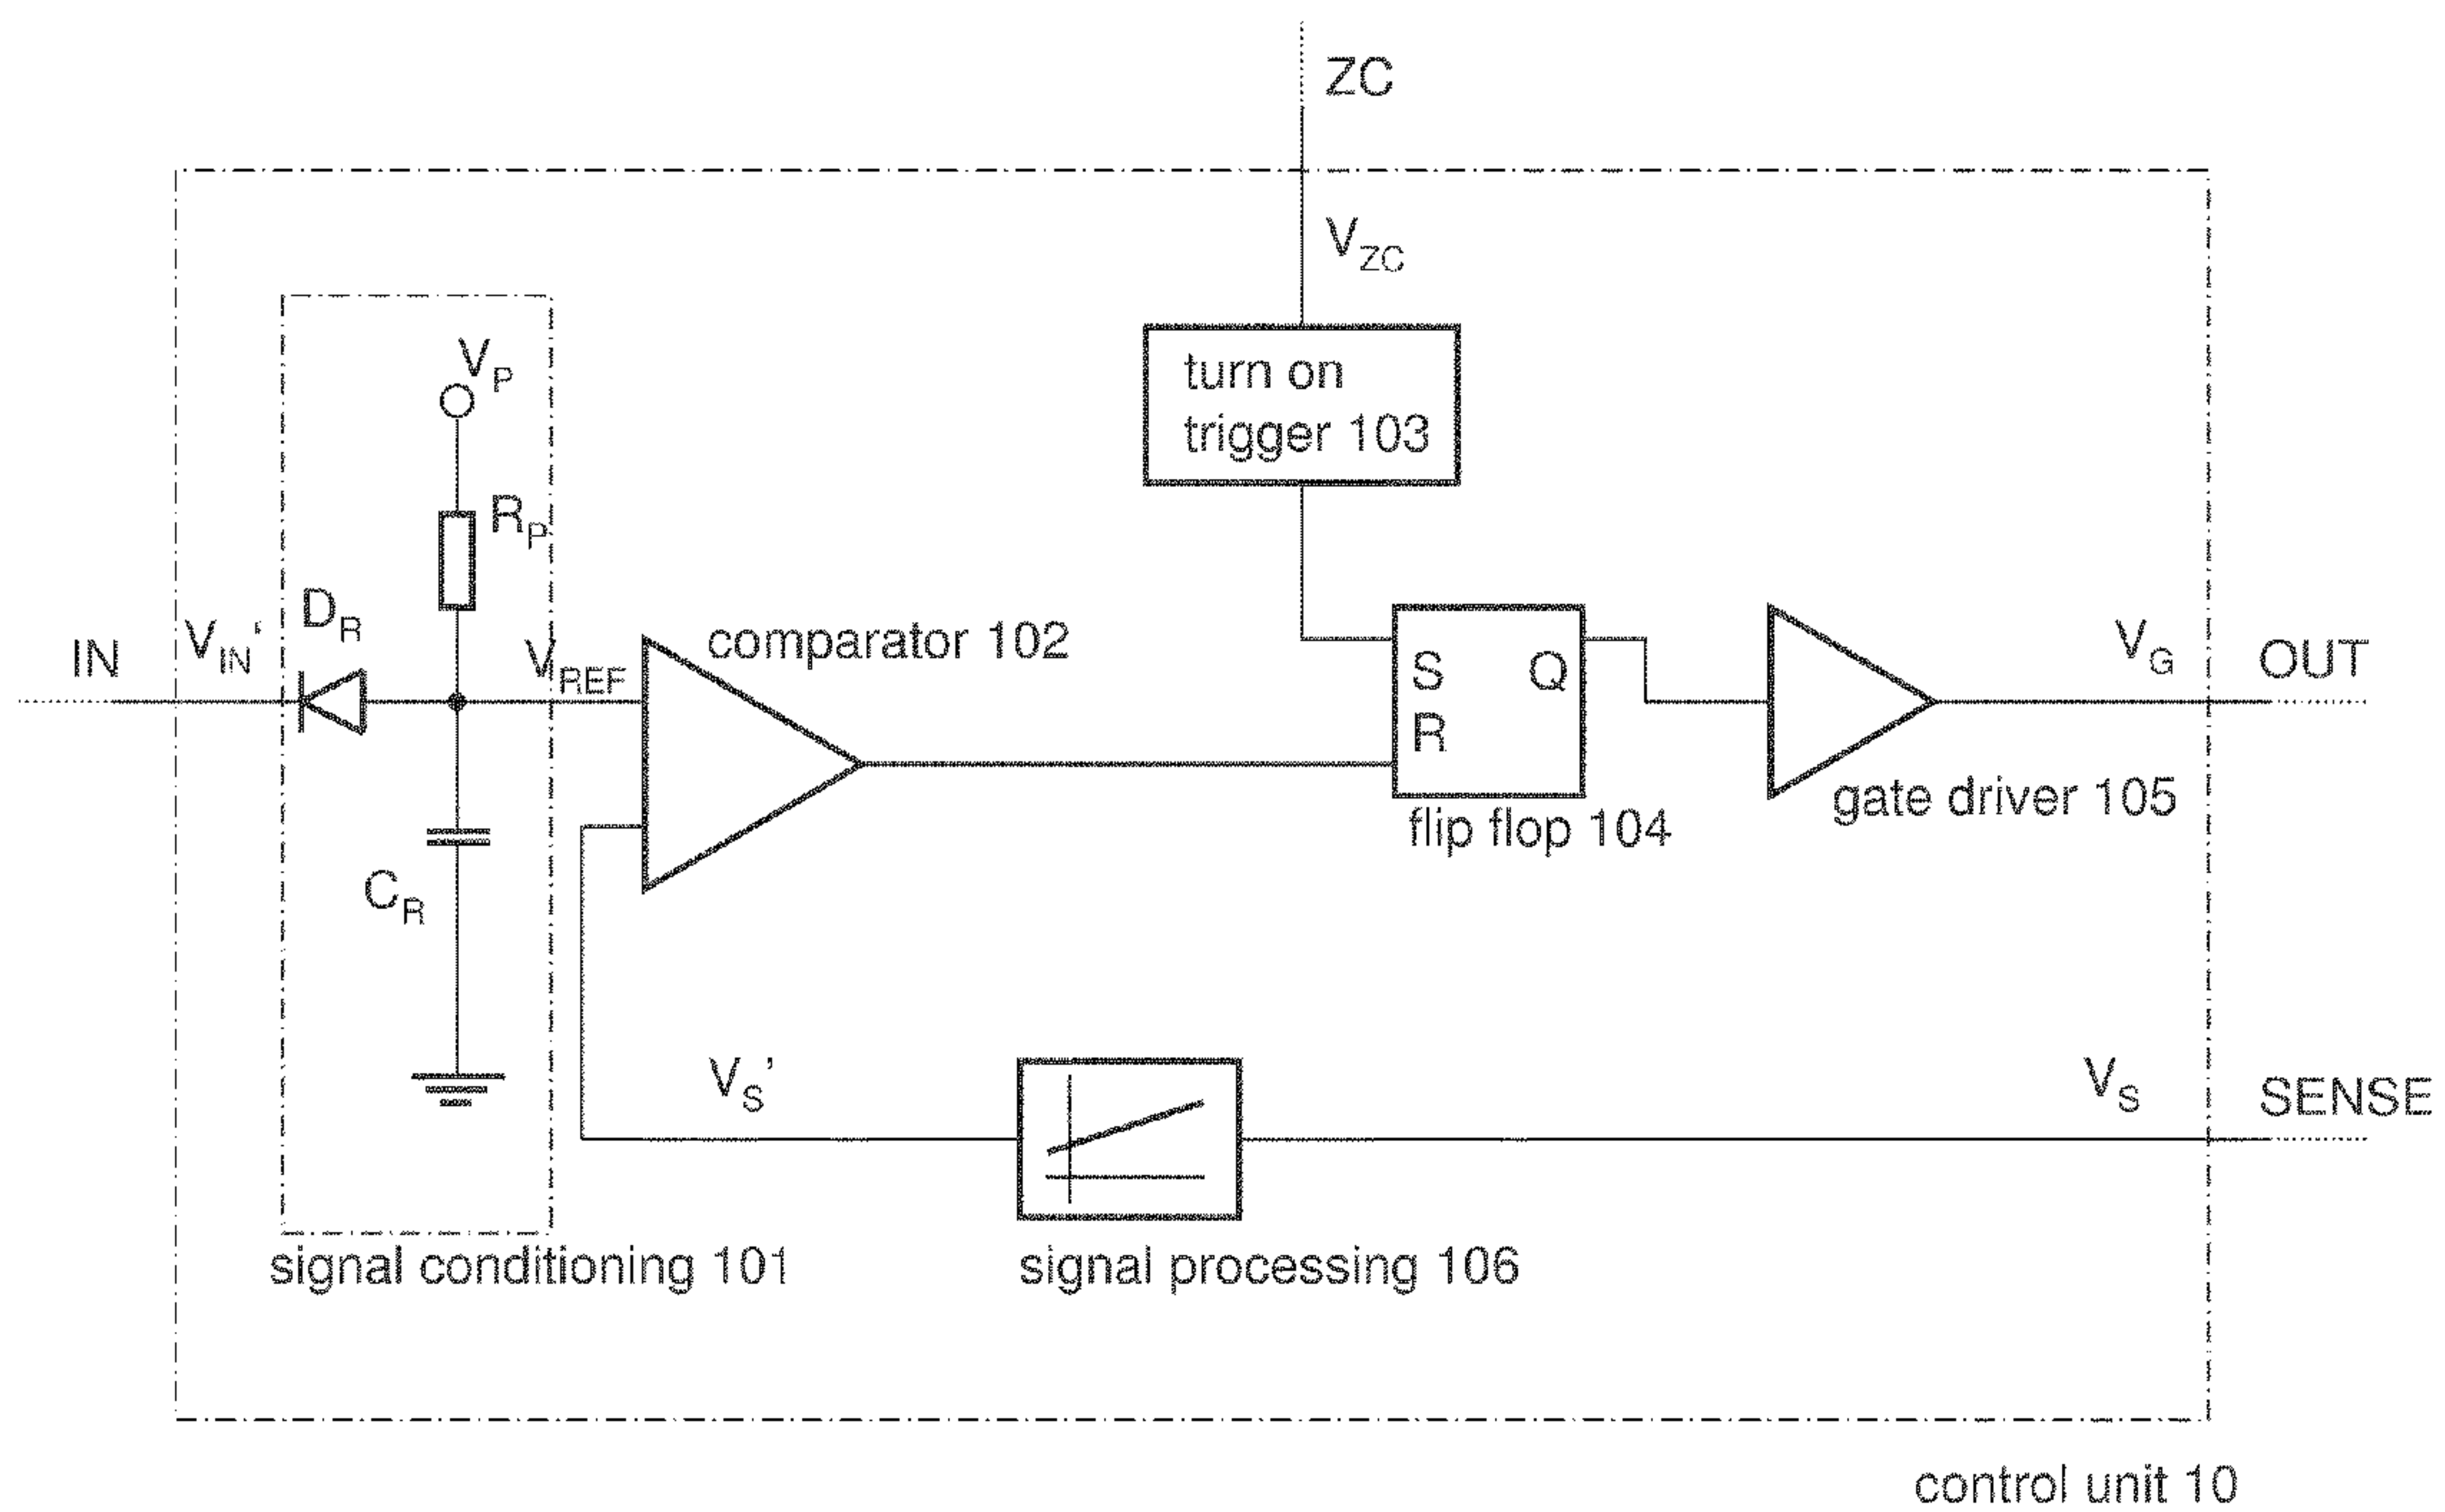 ZC
V_ZC
V_P
turn on
trigger 103
R_P
D_R
IN
V_IN'
V_REF
comparator 102
S
Q
R
V_G
OUT
gate driver 105
flip flop 104
C_R
V_S'
V_S
SENSE
signal conditioning 101
signal processing 106
control unit 10